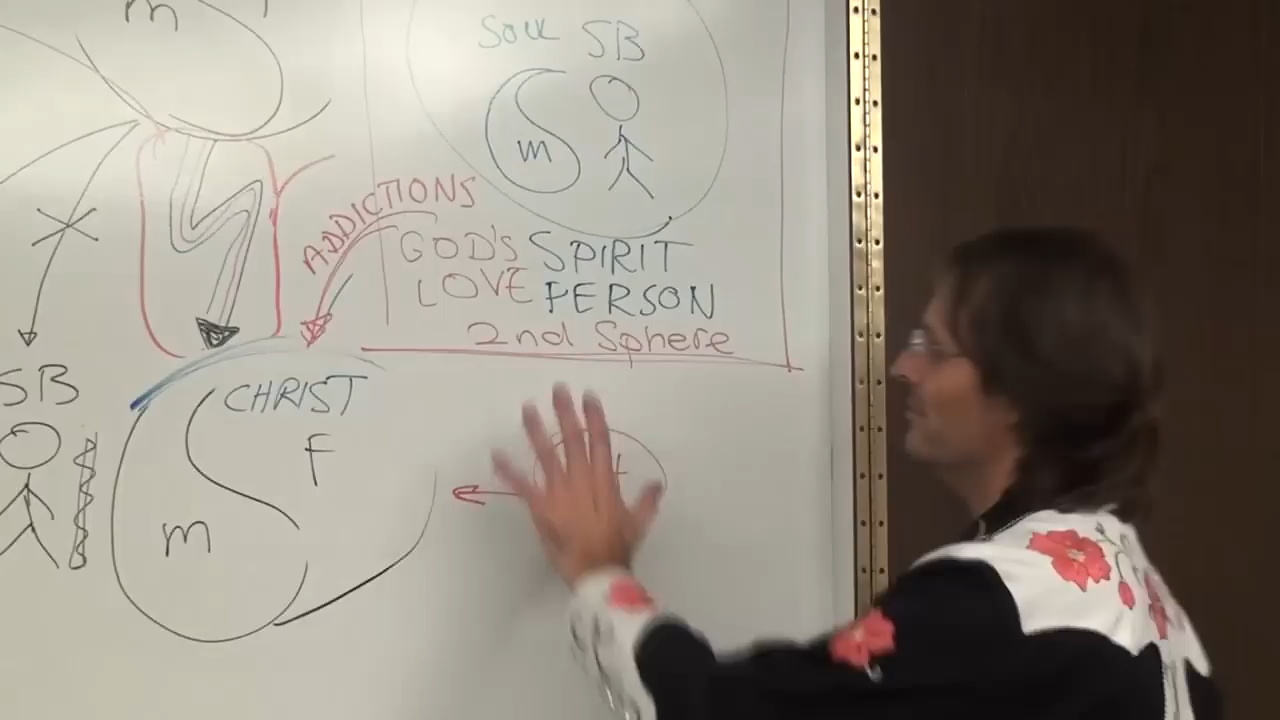 m
SOUL SB
m
ADDICTIONS
GOD'S SPIRIT
LOVE PERSON
2nd Sphere
SB
CHRIST
F
m